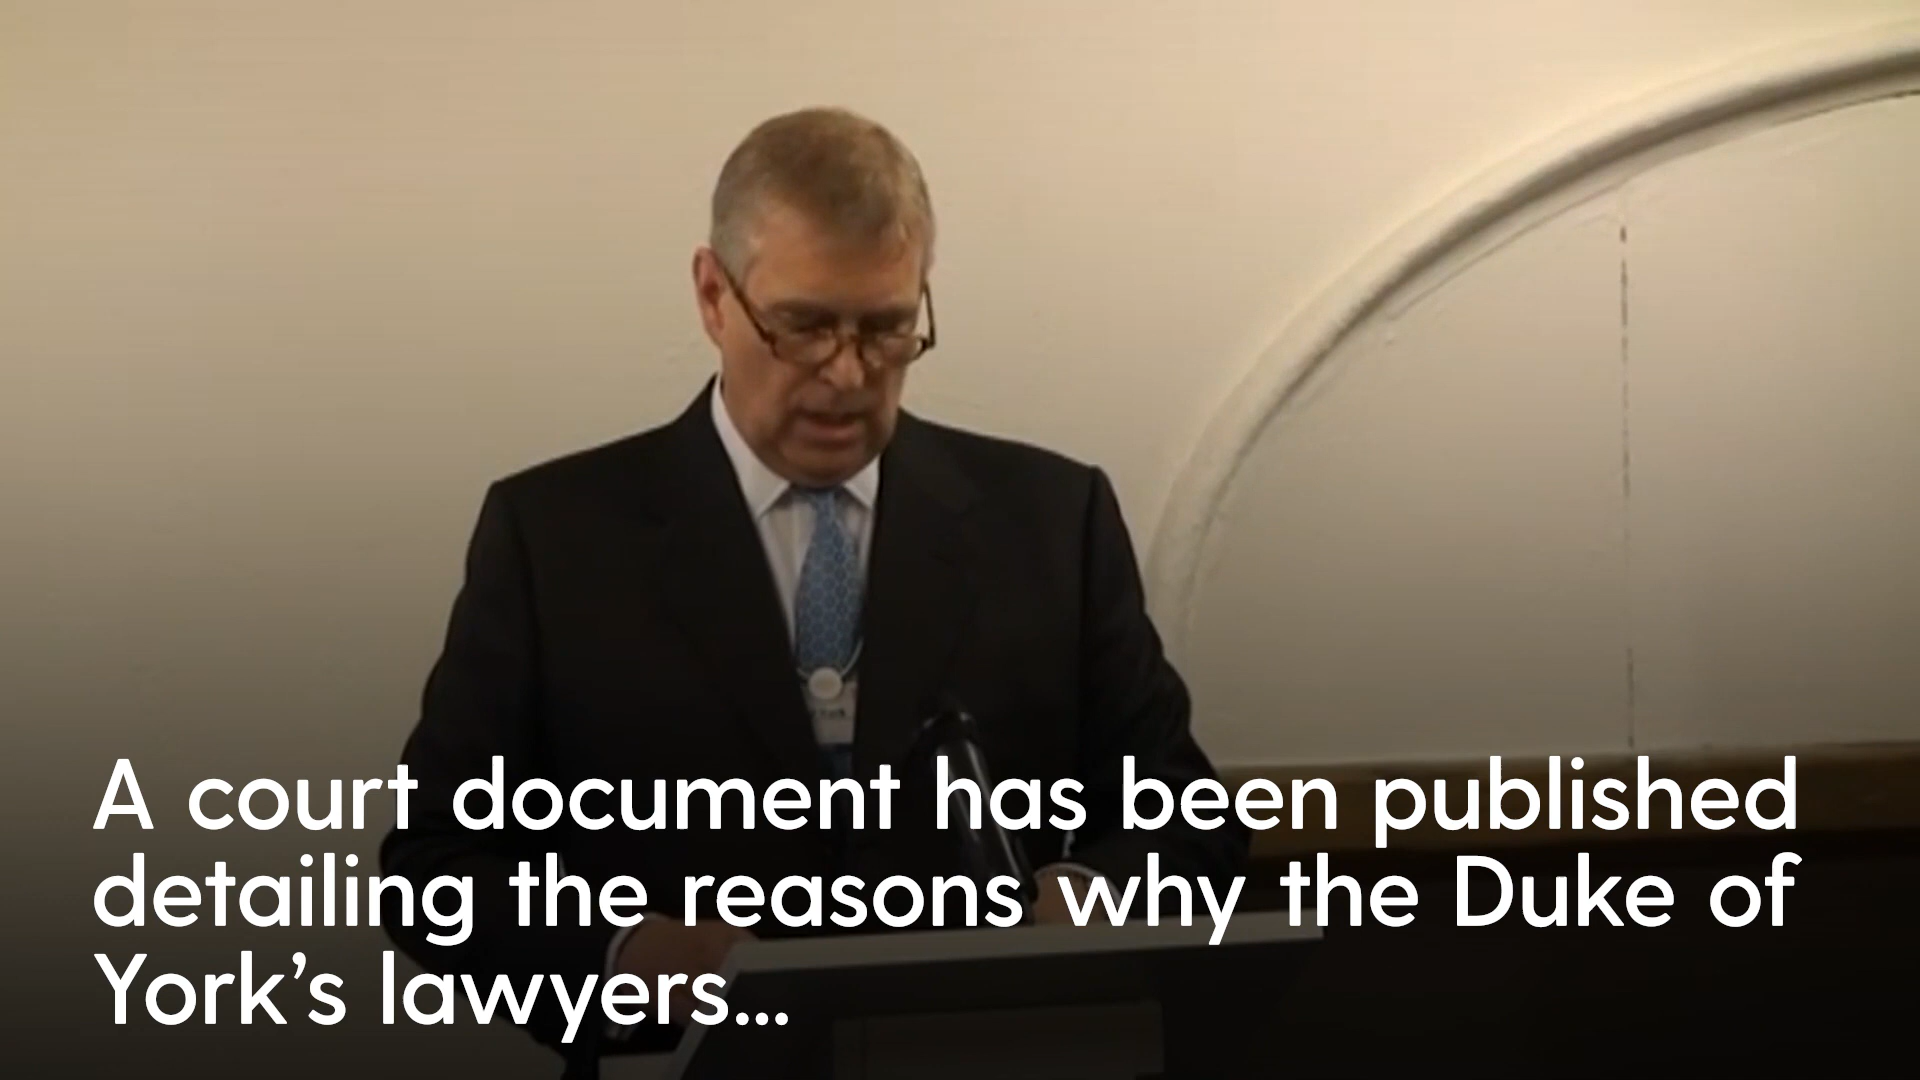 A court document has been published
detailing the reasons why the Duke of
York’s lawyers...